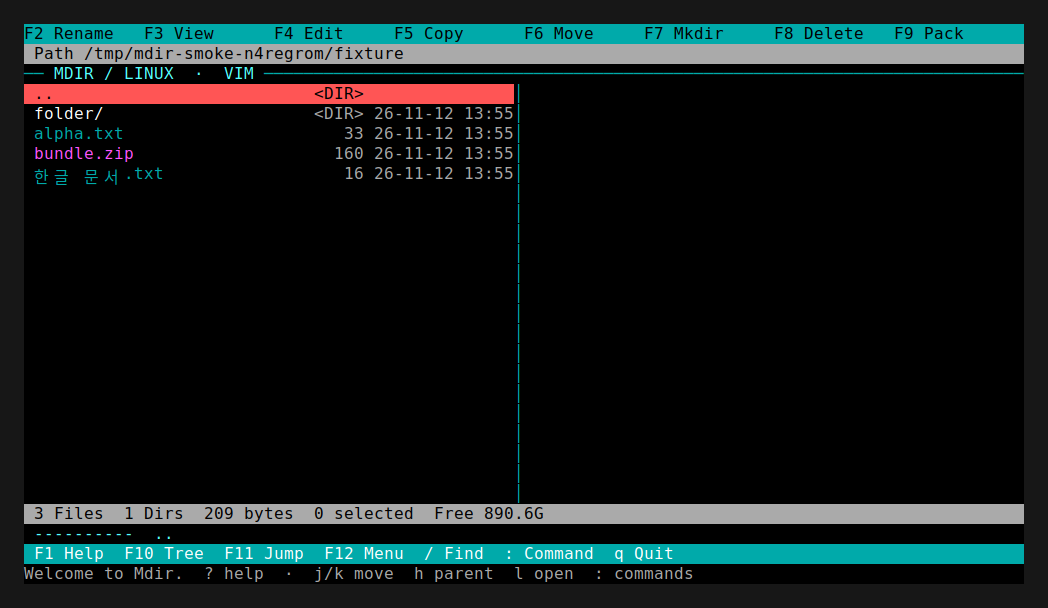 F2 Rename F3 View F4 Edit F5 Copy F6 Move F7 Mkdir F8 Delete F9 Pack
Path /tmp/mdir-smoke-n4regrom/fixture
── MDIR / LINUX · VIM ──
.. <DIR>
folder/ <DIR> 26-11-12 13:55
alpha.txt 33 26-11-12 13:55
bundle.zip 160 26-11-12 13:55
한글 문서.txt 16 26-11-12 13:55
3 Files 1 Dirs 209 bytes 0 selected Free 890.6G
---------- ..
F1 Help F10 Tree F11 Jump F12 Menu / Find : Command q Quit
Welcome to Mdir. ? help · j/k move h parent l open : commands